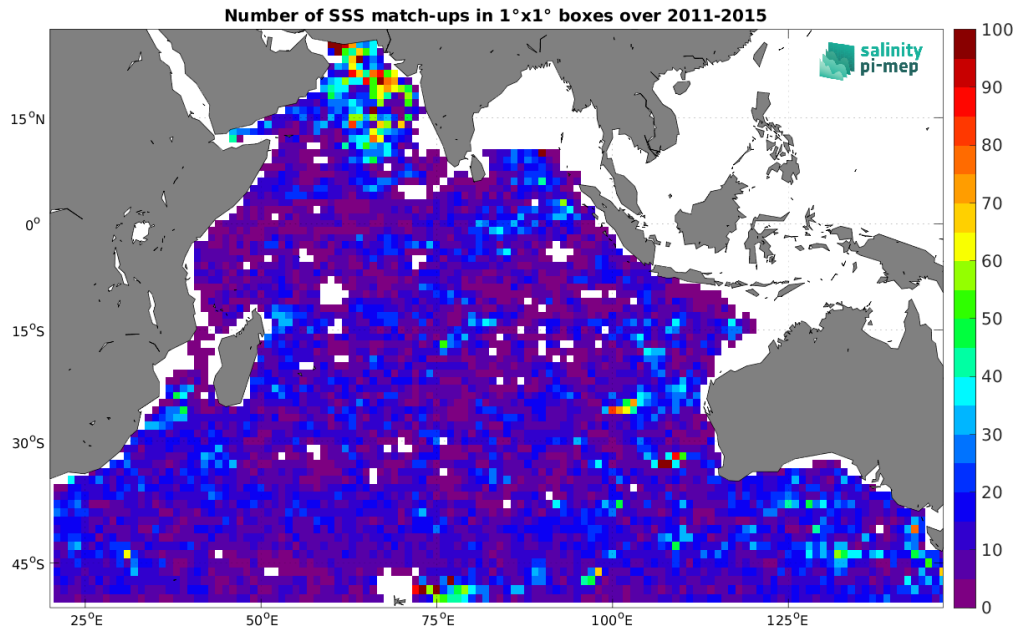 Number of SSS match-ups in 1°x1° boxes over 2011-2015
salinity
pi-mep
15°N
0°
15°S
30°S
45°S
25°E
50°E
75°E
100°E
125°E
100
90
80
70
60
50
40
30
20
10
0